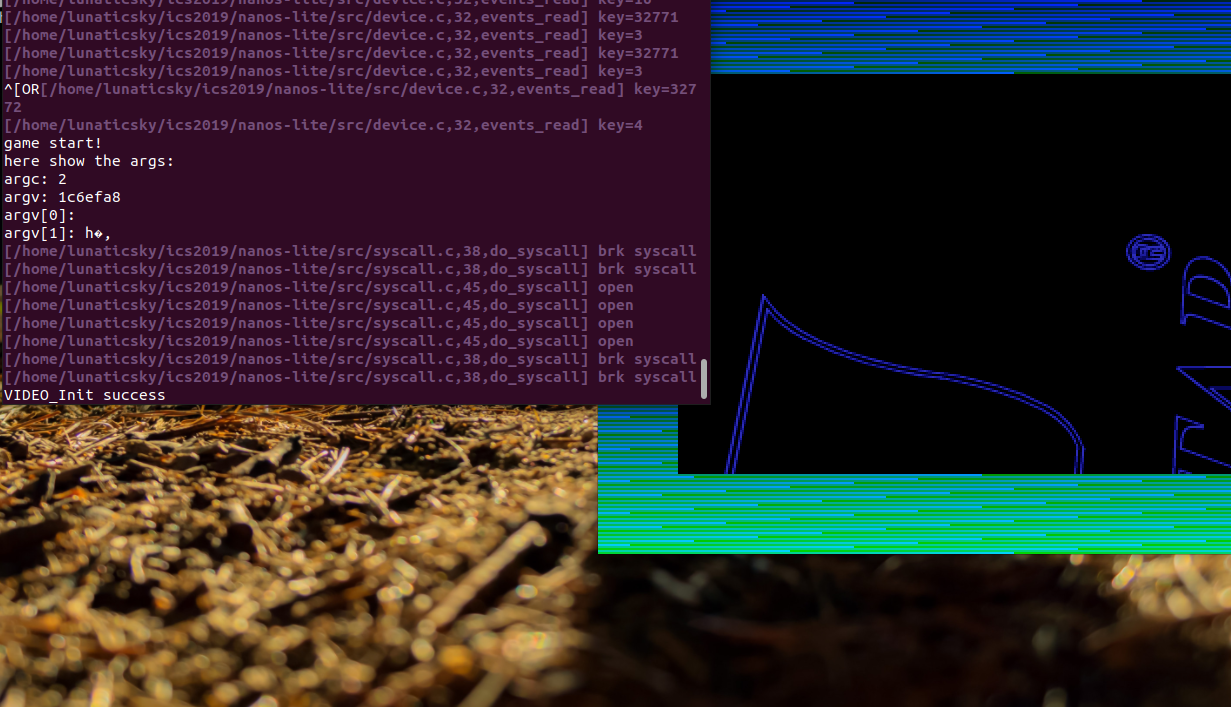 [/home/lunaticsky/ics2019/nanos-lite/src/device.c,32,events_read] key=16
[/home/lunaticsky/ics2019/nanos-lite/src/device.c,32,events_read] key=32771
[/home/lunaticsky/ics2019/nanos-lite/src/device.c,32,events_read] key=3
[/home/lunaticsky/ics2019/nanos-lite/src/device.c,32,events_read] key=32771
[/home/lunaticsky/ics2019/nanos-lite/src/device.c,32,events_read] key=3
^[OR[/home/lunaticsky/ics2019/nanos-lite/src/device.c,32,events_read] key=327
72
[/home/lunaticsky/ics2019/nanos-lite/src/device.c,32,events_read] key=4
game start!
here show the args:
argc: 2
argv: 1c6efa8
argv[0]:
argv[1]: h�,
[/home/lunaticsky/ics2019/nanos-lite/src/syscall.c,38,do_syscall] brk syscall
[/home/lunaticsky/ics2019/nanos-lite/src/syscall.c,38,do_syscall] brk syscall
[/home/lunaticsky/ics2019/nanos-lite/src/syscall.c,45,do_syscall] open
[/home/lunaticsky/ics2019/nanos-lite/src/syscall.c,45,do_syscall] open
[/home/lunaticsky/ics2019/nanos-lite/src/syscall.c,45,do_syscall] open
[/home/lunaticsky/ics2019/nanos-lite/src/syscall.c,45,do_syscall] open
[/home/lunaticsky/ics2019/nanos-lite/src/syscall.c,38,do_syscall] brk syscall
[/home/lunaticsky/ics2019/nanos-lite/src/syscall.c,38,do_syscall] brk syscall
VIDEO_Init success
®